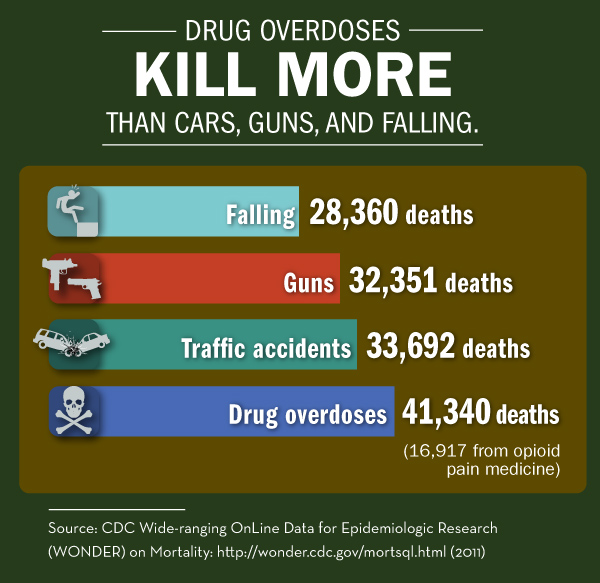 DRUG OVERDOSES
KILL MORE
THAN CARS, GUNS, AND FALLING.
Falling 28,360 deaths
Guns 32,351 deaths
Traffic accidents 33,692 deaths
Drug overdoses 41,340 deaths
(16,917 from opioid
pain medicine)
Source: CDC Wide-ranging OnLine Data for Epidemiologic Research
(WONDER) on Mortality: http://wonder.cdc.gov/mortsql.html (2011)